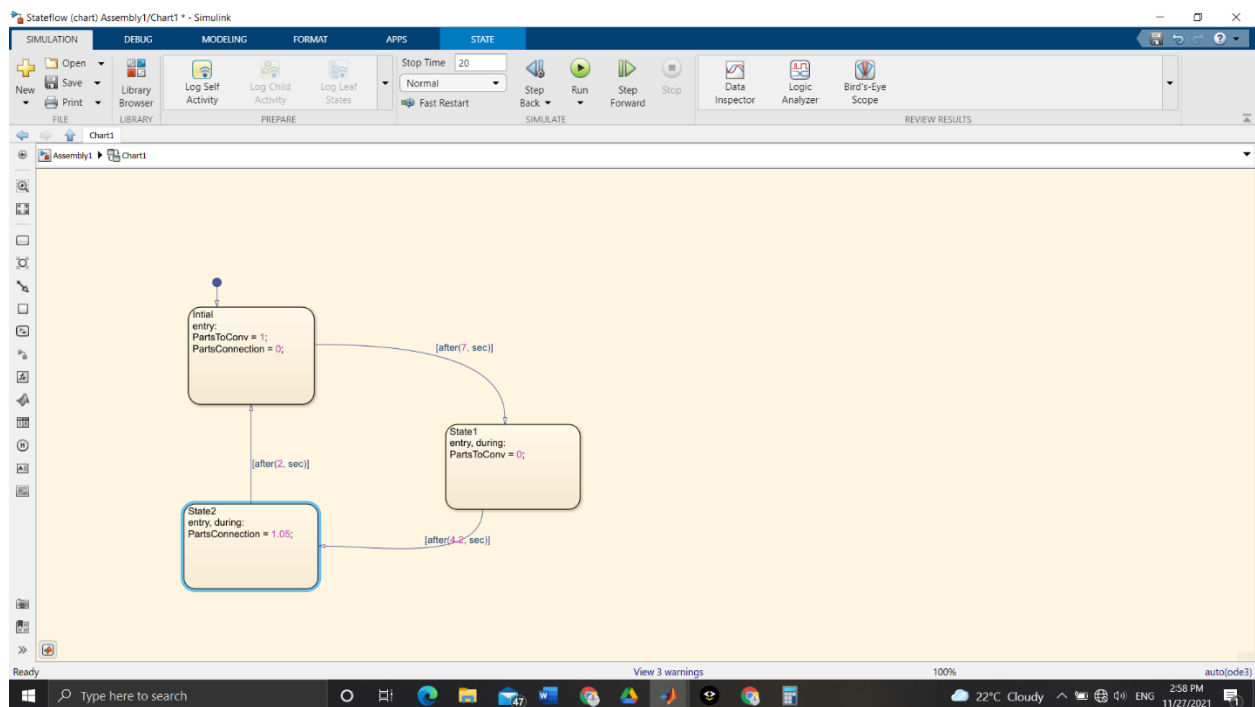 Stateflow (chart) Assembly1/Chart1 * - Simulink
SIMULATION DEBUG MODELING FORMAT APPS STATE
New
Open
Save
Print
FILE
Library
Browser
LIBRARY
Log Self
Activity
Log Child
Activity
Log Leaf
States
PREPARE
Stop Time 20
Normal
Fast Restart
Step
Back
Run
Step
Forward
Stop
SIMULATE
Data
Inspector
Logic
Analyzer
Bird's-Eye
Scope
REVIEW RESULTS
Chart1
Assembly1 Chart1
Intial
entry:
PartsToConv = 1;
PartsConnection = 0;
[after(7, sec)]
State1
entry, during:
PartsToConv = 0;
[after(2, sec)]
State2
entry, during:
PartsConnection = 1.05;
[after(4.2, sec)]
Ready View 3 warnings 100% auto(ode3)
Type here to search
47
22°C Cloudy
ENG
2:58 PM
11/27/2021